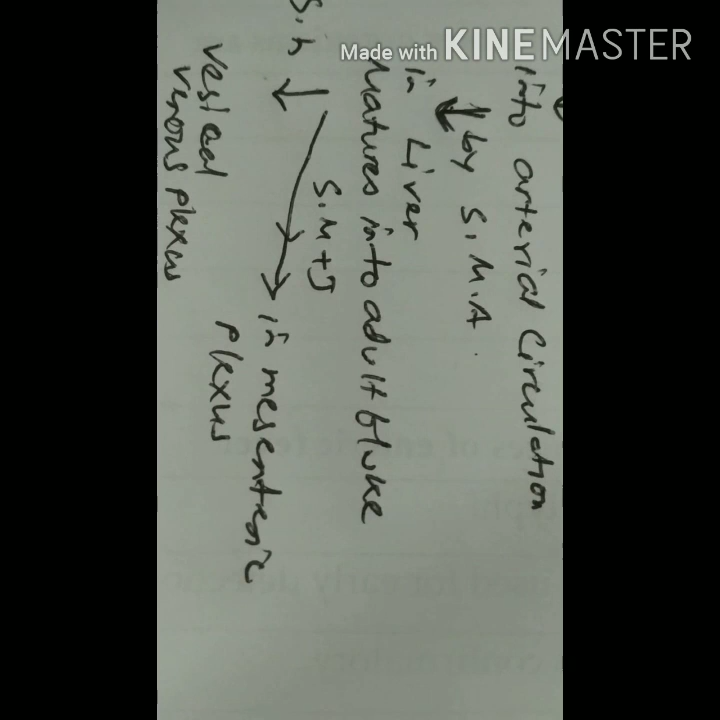 Made with KINEMASTER
into arterial circulation
↓ by S.M.A.
in Liver
Matures into adult fluke
S.h ↓
S.M + J
in mesenteric
plexus
vesical
venous plexus